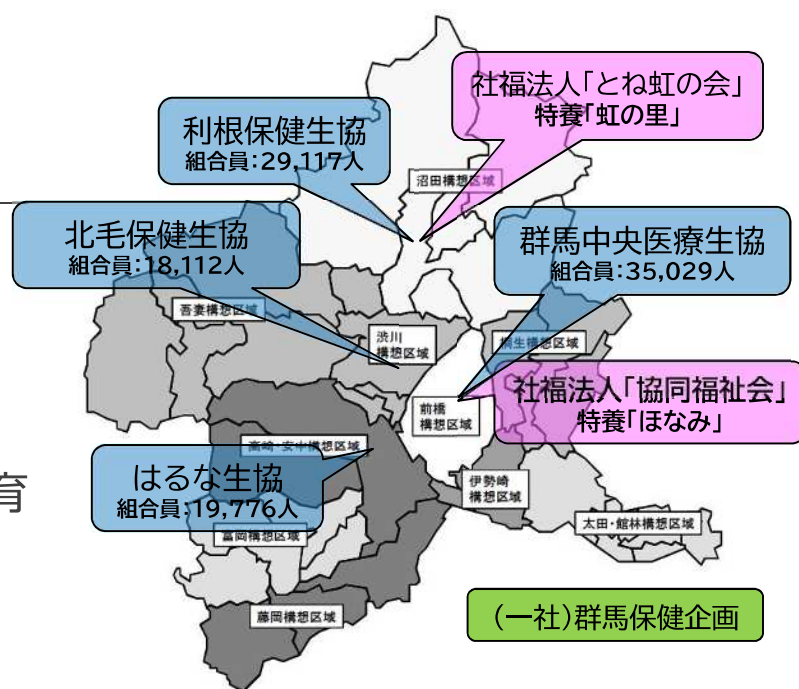 社福法人「とね虹の会」
特養「虹の里」
利根保健生協
組合員:29,117人
沼田構想区域
北毛保健生協
組合員:18,112人
群馬中央医療生協
組合員:35,029人
吾妻構想区域
渋川
構想区域
桐生構想区域
社福法人「協同福祉会」
特養「ほなみ」
前橋
構想区域
高崎・安中構想区域
はるな生協
組合員:19,776人
育
伊勢崎
構想区域
太田・館林構想区域
富岡構想区域
藤岡構想区域
(一社)群馬保健企画